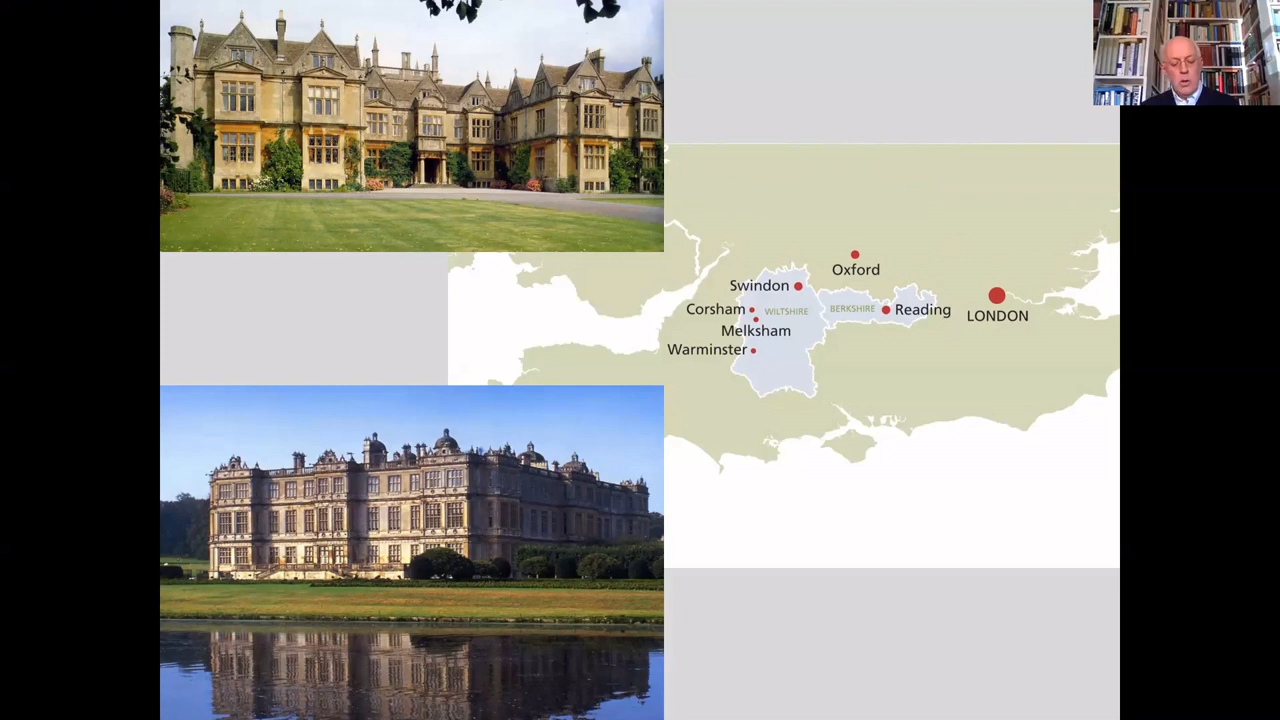 Oxford
Swindon
Corsham
WILTSHIRE
BERKSHIRE
Reading
LONDON
Melksham
Warminster